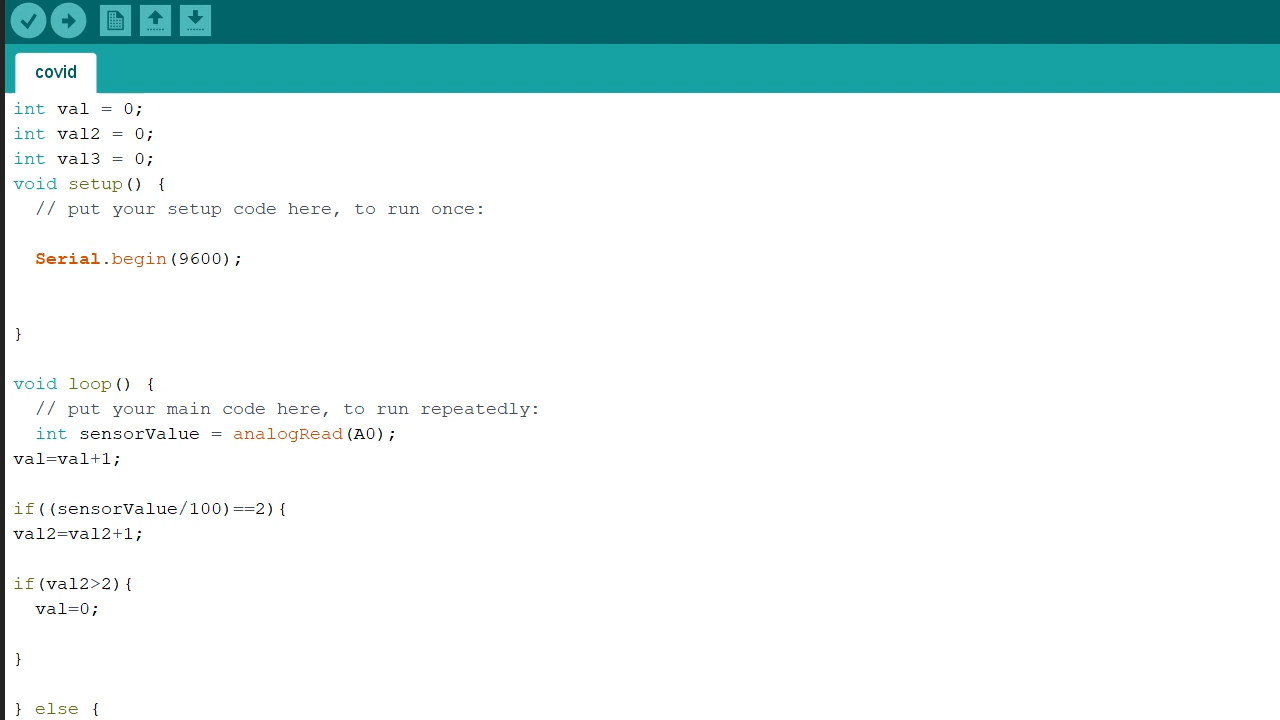 covid
int val = 0;
int val2 = 0;
int val3 = 0;
void setup() {
  // put your setup code here, to run once:
  Serial.begin(9600);
}
void loop() {
  // put your main code here, to run repeatedly:
  int sensorValue = analogRead(A0);
val=val+1;
if((sensorValue/100)==2){
val2=val2+1;
if(val2>2){
  val=0;
}
} else {